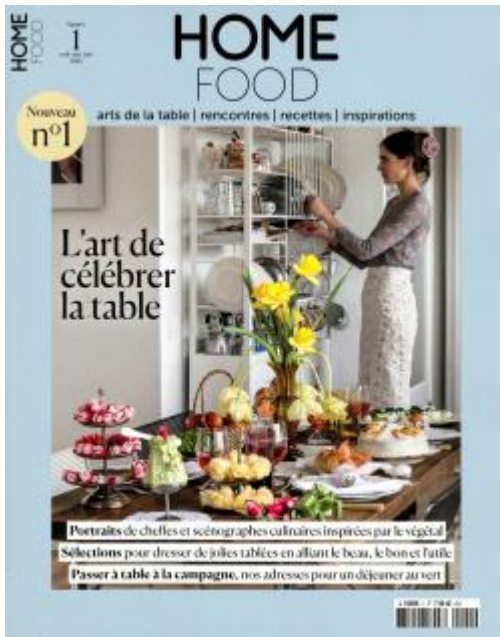 HOME
FOOD
1
HOME
FOOD
Nouveau
n°1
arts de la table | rencontres | recettes | inspirations
L'art de
célébrer
la table
Portraits de cheffes et scénographes culinaires inspirées par le végétal
Sélections pour dresser de jolies tablées en alliant le beau, le bon et l'utile
Passer à table à la campagne, nos adresses pour un déjeuner au vert